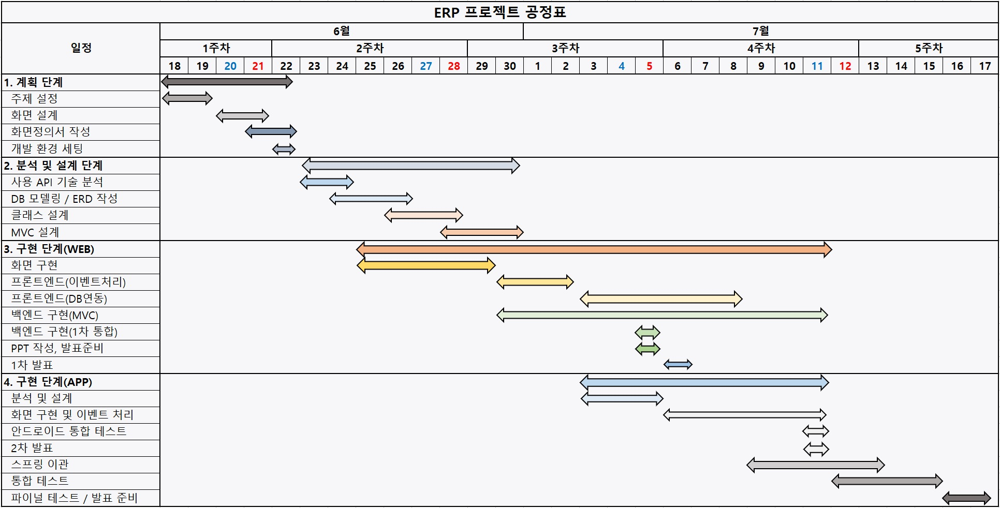 ERP 프로젝트 공정표
일정
6월 7월
1주차 2주차 3주차 4주차 5주차
18 19 20 21 22 23 24 25 26 27 28 29 30 1 2 3 4 5 6 7 8 9 10 11 12 13 14 15 16 17
1. 계획 단계
주제 설정
화면 설계
화면정의서 작성
개발 환경 세팅
2. 분석 및 설계 단계
사용 API 기술 분석
DB 모델링 / ERD 작성
클래스 설계
MVC 설계
3. 구현 단계(WEB)
화면 구현
프론트엔드(이벤트처리)
프론트엔드(DB연동)
백엔드 구현(MVC)
백엔드 구현(1차 통합)
PPT 작성, 발표준비
1차 발표
4. 구현 단계(APP)
분석 및 설계
화면 구현 및 이벤트 처리
안드로이드 통합 테스트
2차 발표
스프링 이관
통합 테스트
파이널 테스트 / 발표 준비